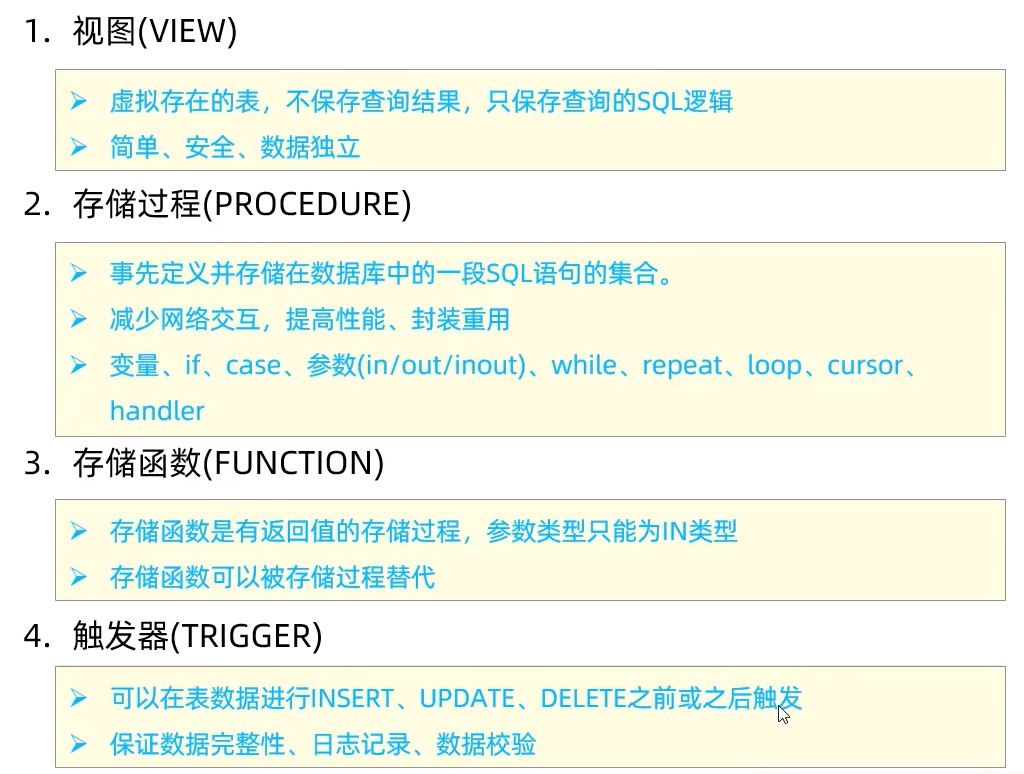 1. 视图(VIEW)
➢ 虚拟存在的表，不保存查询结果，只保存查询的SQL逻辑
➢ 简单、安全、数据独立
2. 存储过程(PROCEDURE)
➢ 事先定义并存储在数据库中的一段SQL语句的集合。
➢ 减少网络交互，提高性能、封装重用
➢ 变量、if、case、参数(in/out/inout)、while、repeat、loop、cursor、
handler
3. 存储函数(FUNCTION)
➢ 存储函数是有返回值的存储过程，参数类型只能为IN类型
➢ 存储函数可以被存储过程替代
4. 触发器(TRIGGER)
➢ 可以在表数据进行INSERT、UPDATE、DELETE之前或之后触发
➢ 保证数据完整性、日志记录、数据校验